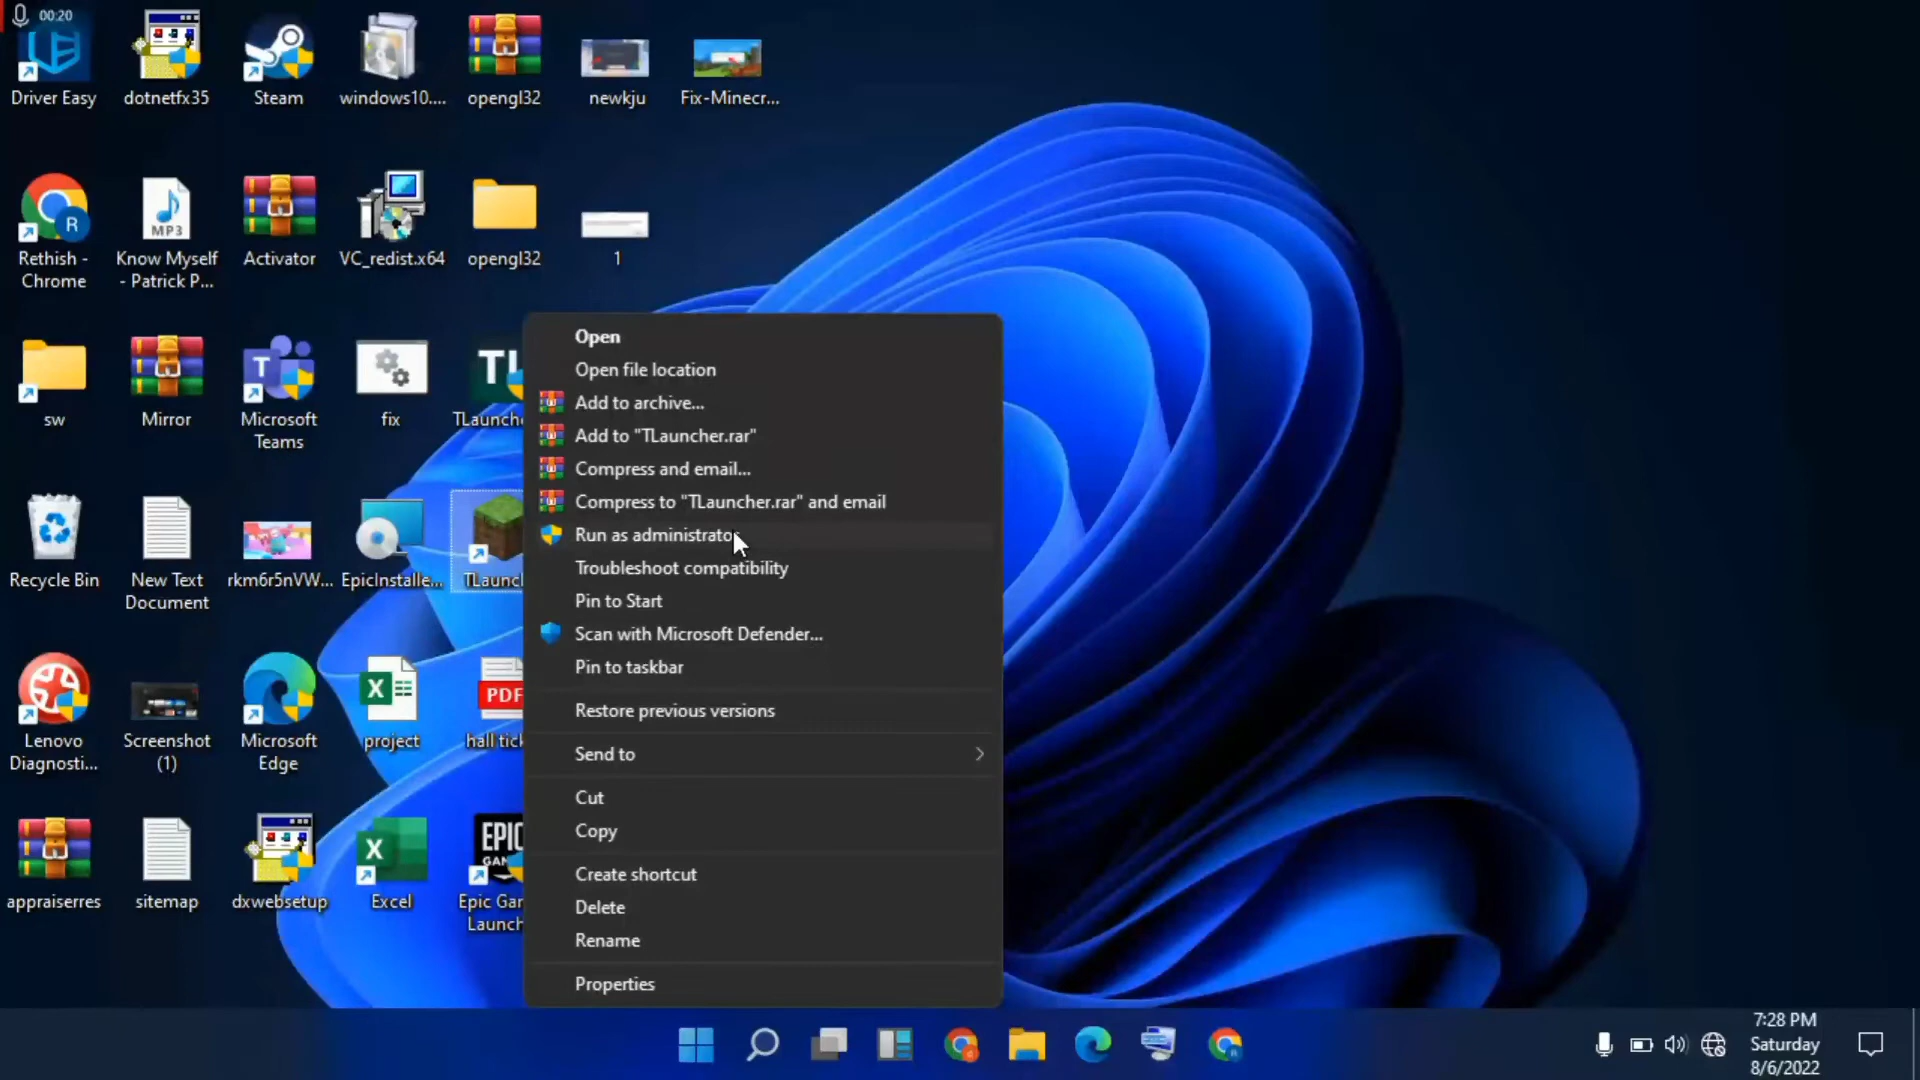 00:20
Driver Easy
dotnetfx35
Steam
windows10....
opengl32
newkju
Fix-Minecr...
R
MP3
Rethish -
Chrome
Know Myself
- Patrick P...
Activator
VC_redist.x64
opengl32
1
sw
Mirror
Microsoft
Teams
fix
TL
TLaunche
Recycle Bin
New Text
Document
rkm6r5nVW...
EpicInstalle...
TLaunc
Lenovo
Diagnosti...
Screenshot
(1)
Microsoft
Edge
project
PDF
hall tick
appraiserres
sitemap
dxwebsetup
Excel
EPIC
GAM
Epic Gar
Launch
Open
Open file location
Add to archive...
Add to "TLauncher.rar"
Compress and email...
Compress to "TLauncher.rar" and email
Run as administrator
Troubleshoot compatibility
Pin to Start
Scan with Microsoft Defender...
Pin to taskbar
Restore previous versions
Send to
Cut
Copy
Create shortcut
Delete
Rename
Properties
7:28 PM
Saturday
8/6/2022